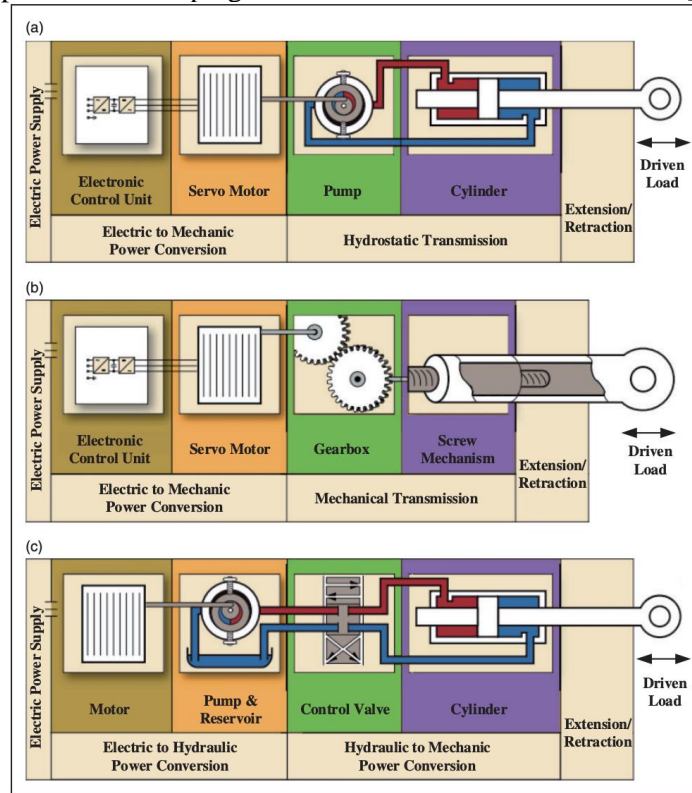 (a)
Electric Power Supply
Electronic
Control Unit
Servo Motor
Pump
Cylinder
Extension/
Retraction
Driven
Load
Electric to Mechanic
Power Conversion
Hydrostatic Transmission
(b)
Electric Power Supply
Electronic
Control Unit
Servo Motor
Gearbox
Screw
Mechanism
Extension/
Retraction
Driven
Load
Electric to Mechanic
Power Conversion
Mechanical Transmission
(c)
Electric Power Supply
Motor
Pump &
Reservoir
Control Valve
Cylinder
Extension/
Retraction
Driven
Load
Electric to Hydraulic
Power Conversion
Hydraulic to Mechanic
Power Conversion